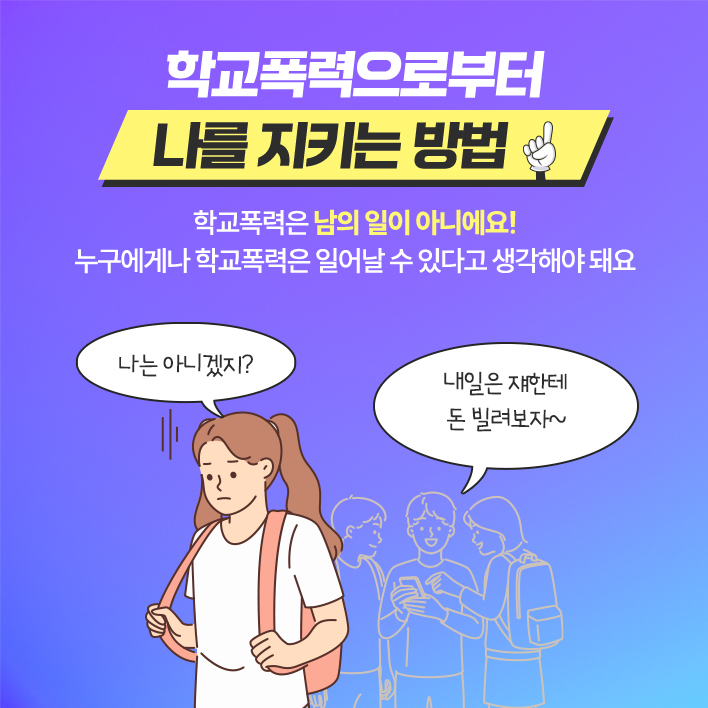 학교폭력으로부터
나를 지키는 방법
학교폭력은 남의 일이 아니에요!
누구에게나 학교폭력은 일어날 수 있다고 생각해야 돼요
나는 아니겠지?
내일은 쟤한테
돈 빌려보자~